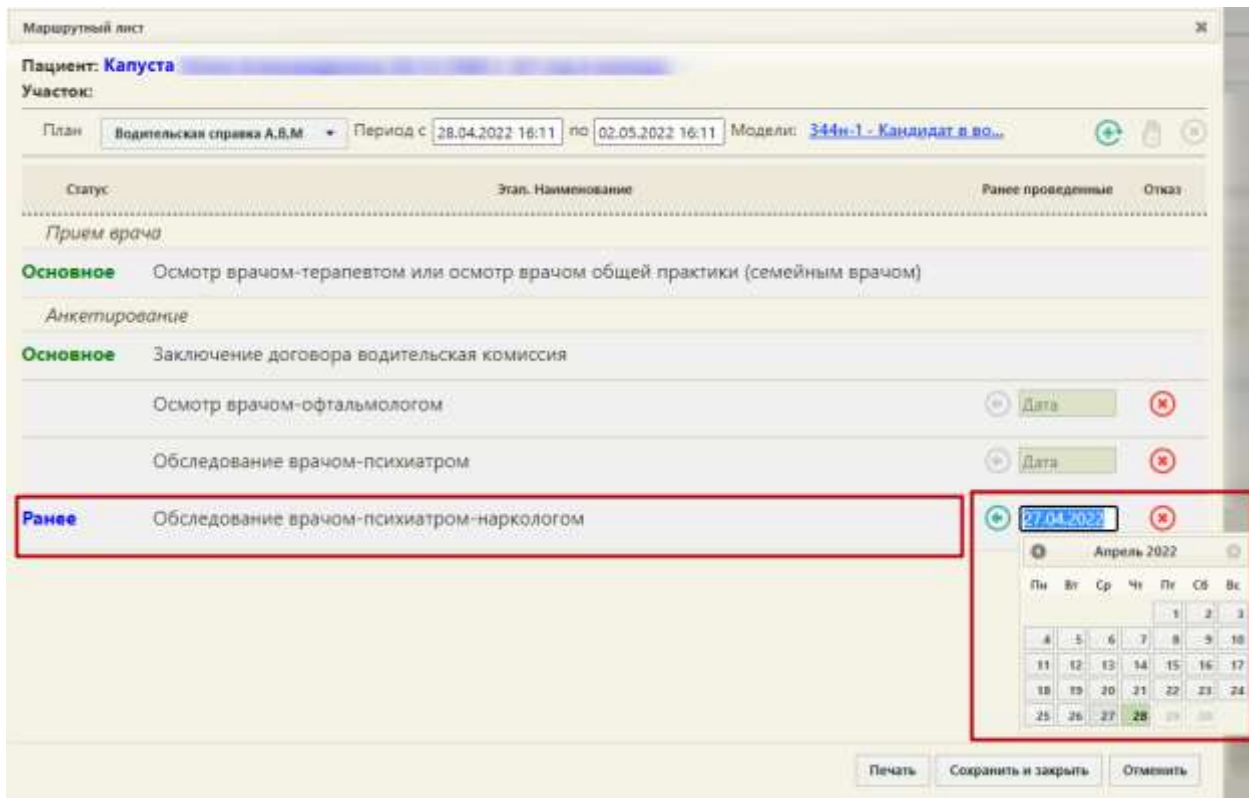 Маршрутный лист
Пациент: Капуста
Участок:
План Водительская справка А,В,М Период с 28.04.2022 16:11 по 02.05.2022 16:11 Модели: 344н-1 - Кандидат в во...
Статус Этап. Наименование Ранее проведенные Отказ
Прием врача
Основное Осмотр врачом-терапевтом или осмотр врачом общей практики (семейным врачом)
Анкетирование
Основное Заключение договора водительская комиссия
Осмотр врачом-офтальмологом Дата
Обследование врачом-психиатром Дата
Ранее Обследование врачом-психиатром-наркологом 27.04.2022
Апрель 2022
Пн Вт Ср Чт Пт Сб Вс
1 2 3
4 5 6 7 8 9 10
11 12 13 14 15 16 17
18 19 20 21 22 23 24
25 26 27 28 29 30
Печать Сохранить и закрыть Отменить